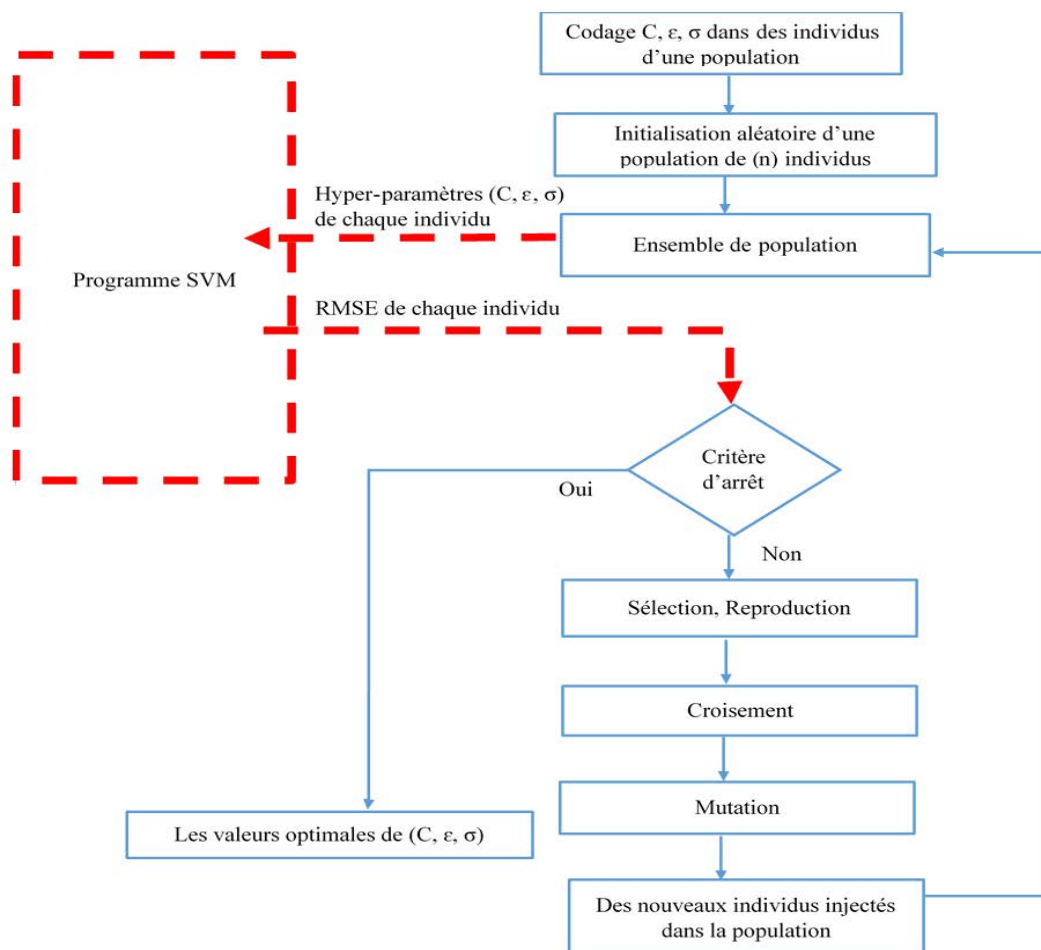 Codage C, ε, σ dans des individus
d’une population
Initialisation aléatoire d’une
population de (n) individus
Hyper-paramètres (C, ε, σ)
de chaque individu
Ensemble de population
Programme SVM
RMSE de chaque individu
Critère
d’arrêt
Oui
Non
Sélection, Reproduction
Croisement
Mutation
Les valeurs optimales de (C, ε, σ)
Des nouveaux individus injectés
dans la population